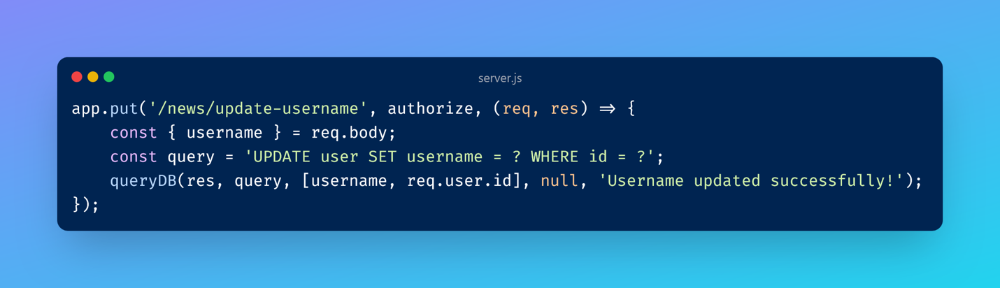 server.js
app.put('/news/update-username', authorize, (req, res) => {
    const { username } = req.body;
    const query = 'UPDATE user SET username = ? WHERE id = ?';
    queryDB(res, query, [username, req.user.id], null, 'Username updated successfully!');
});